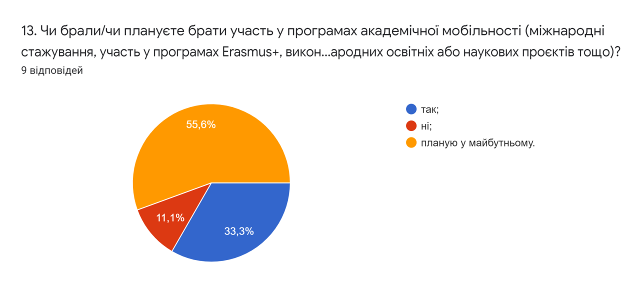 13. Чи брали/чи плануєте брати участь у програмах академічної мобільності (міжнародні
стажування, участь у програмах Erasmus+, викон...ародних освітніх або наукових проєктів тощо)?
9 відповідей
55,6%
11,1%
33,3%
так;
ні;
планую у майбутньому.